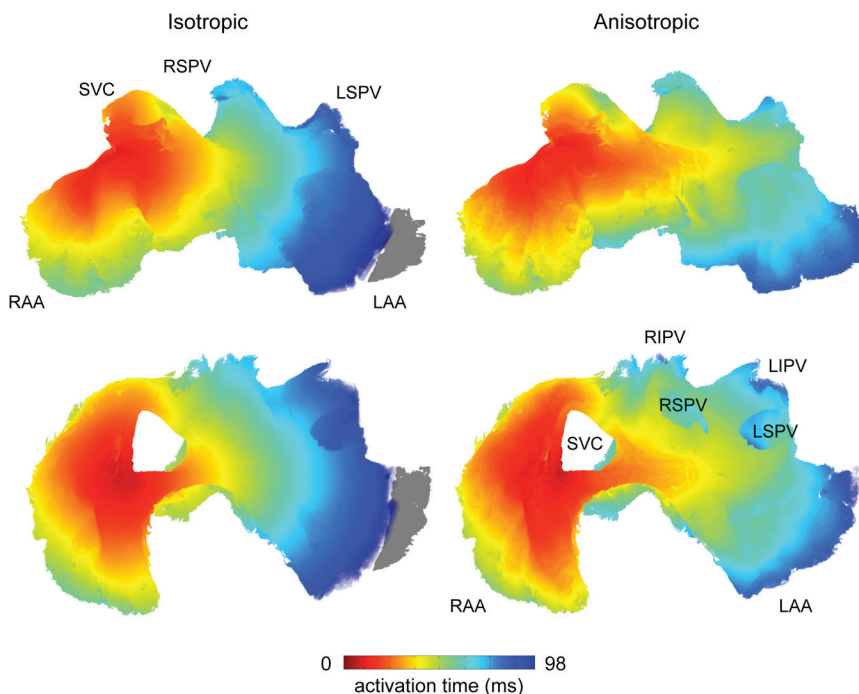 Isotropic
Anisotropic
SVC
RSPV
LSPV
RAA
LAA
RIPV
LIPV
RSPV
LSPV
SVC
RAA
LAA
0
98
activation time (ms)